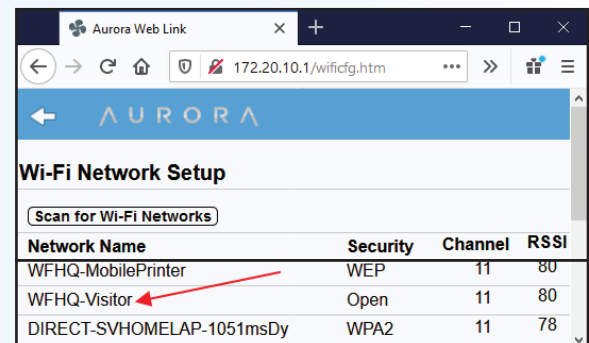 Aurora Web Link
172.20.10.1/wificfg.htm
AURORA
Wi-Fi Network Setup
Scan for Wi-Fi Networks
Network Name Security Channel RSSI
WFHQ-MobilePrinter WEP 11 80
WFHQ-Visitor Open 11 80
DIRECT-SVHOMELAP-1051msDy WPA2 11 78